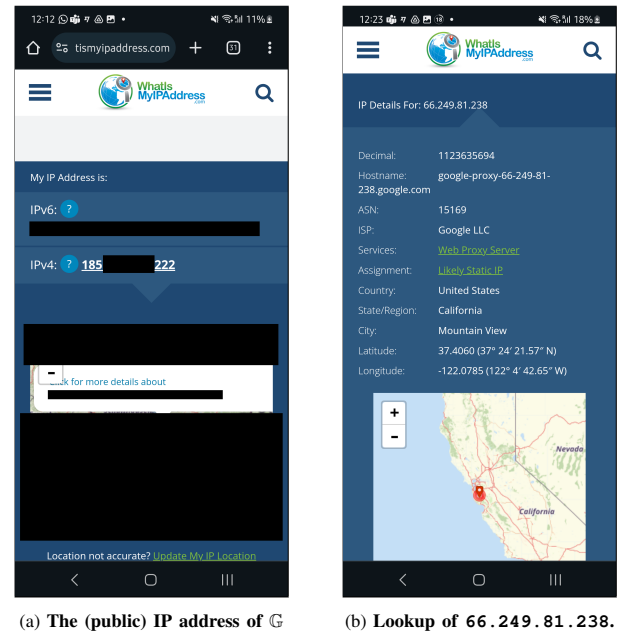 12:12
11%
tismyipaddress.com
31
WhatIs
MyIPAddress
.com
My IP Address is:
IPv6: ?
IPv4: ? 185 222
-
Click for more details about
Location not accurate? Update My IP Location
(a) The (public) IP address of 𝔾
12:23
18%
WhatIs
MyIPAddress
.com
IP Details For: 66.249.81.238
Decimal: 1123635694
Hostname: google-proxy-66-249-81-
238.google.com
ASN: 15169
ISP: Google LLC
Services: Web Proxy Server
Assignment: Likely Static IP
Country: United States
State/Region: California
City: Mountain View
Latitude: 37.4060 (37° 24′ 21.57″ N)
Longitude: -122.0785 (122° 4′ 42.65″ W)
+
-
Nevada
California
(b) Lookup of 66.249.81.238.